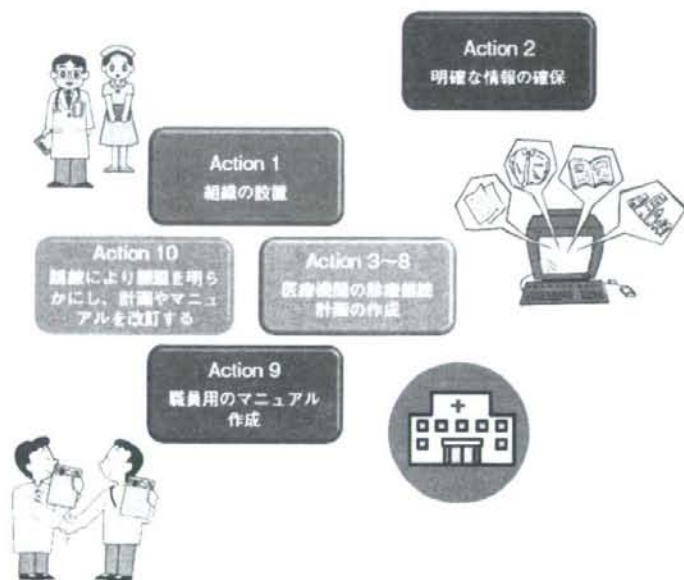 Action 2
明確な情報の確保
Action 1
組織の設置
Action 10
訓練により課題を明ら
かにし、計画やマニュ
アルを改訂する
Action 3～8
医療機関の診療継続
計画の作成
Action 9
職員用のマニュアル
作成